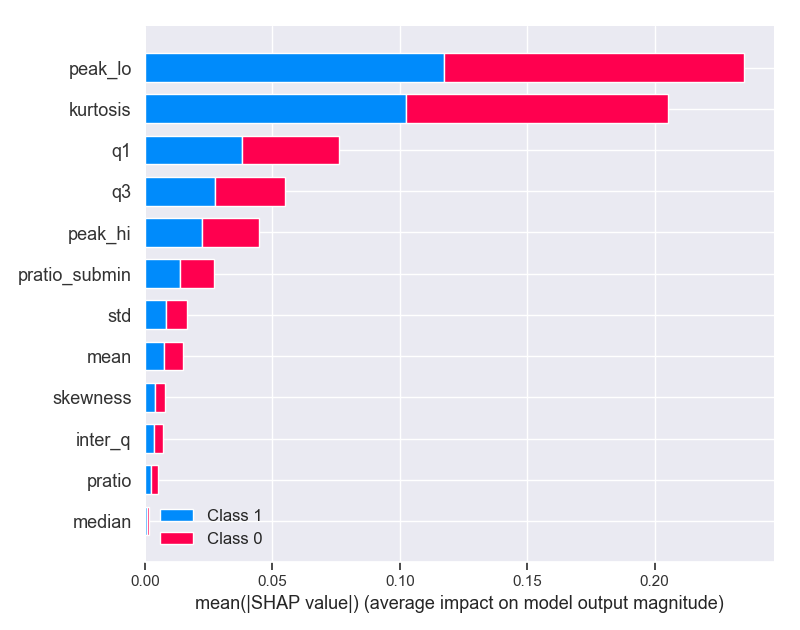 peak_lo
kurtosis
q1
q3
peak_hi
pratio_submin
std
mean
skewness
inter_q
pratio
median
Class 1
Class 0
0.00 0.05 0.10 0.15 0.20
mean(|SHAP value|) (average impact on model output magnitude)